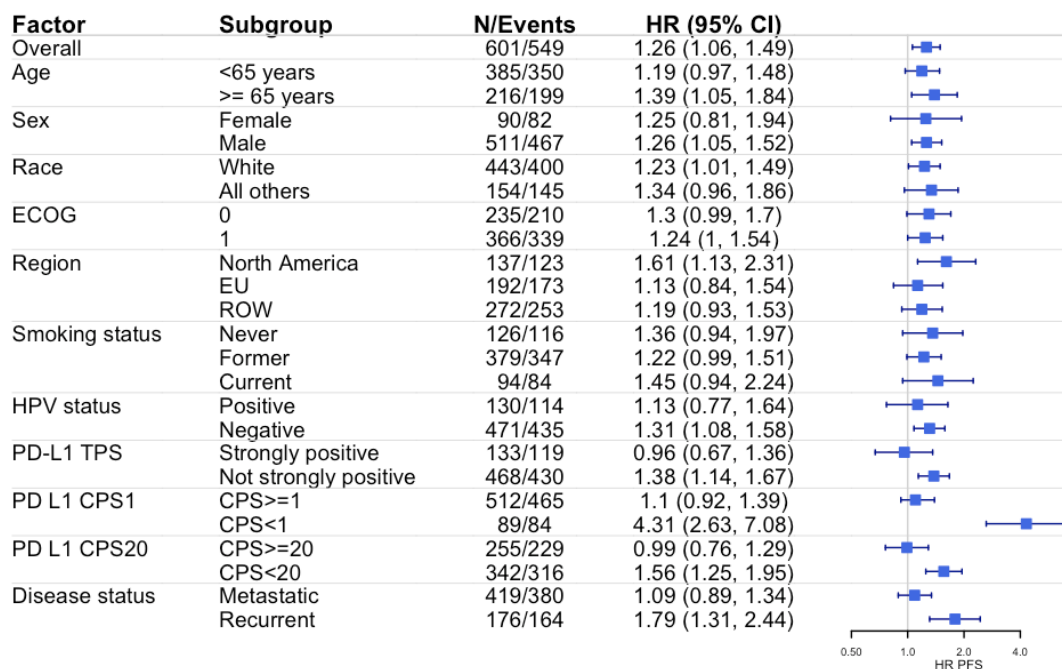 Factor Subgroup N/Events HR (95% CI)
Overall 601/549 1.26 (1.06, 1.49)
Age <65 years 385/350 1.19 (0.97, 1.48)
>= 65 years 216/199 1.39 (1.05, 1.84)
Sex Female 90/82 1.25 (0.81, 1.94)
Male 511/467 1.26 (1.05, 1.52)
Race White 443/400 1.23 (1.01, 1.49)
All others 154/145 1.34 (0.96, 1.86)
ECOG 0 235/210 1.3 (0.99, 1.7)
1 366/339 1.24 (1, 1.54)
Region North America 137/123 1.61 (1.13, 2.31)
EU 192/173 1.13 (0.84, 1.54)
ROW 272/253 1.19 (0.93, 1.53)
Smoking status Never 126/116 1.36 (0.94, 1.97)
Former 379/347 1.22 (0.99, 1.51)
Current 94/84 1.45 (0.94, 2.24)
HPV status Positive 130/114 1.13 (0.77, 1.64)
Negative 471/435 1.31 (1.08, 1.58)
PD-L1 TPS Strongly positive 133/119 0.96 (0.67, 1.36)
Not strongly positive 468/430 1.38 (1.14, 1.67)
PD L1 CPS1 CPS>=1 512/465 1.1 (0.92, 1.39)
CPS<1 89/84 4.31 (2.63, 7.08)
PD L1 CPS20 CPS>=20 255/229 0.99 (0.76, 1.29)
CPS<20 342/316 1.56 (1.25, 1.95)
Disease status Metastatic 419/380 1.09 (0.89, 1.34)
Recurrent 176/164 1.79 (1.31, 2.44)
0.50 1.0 2.0 4.0
HR PFS